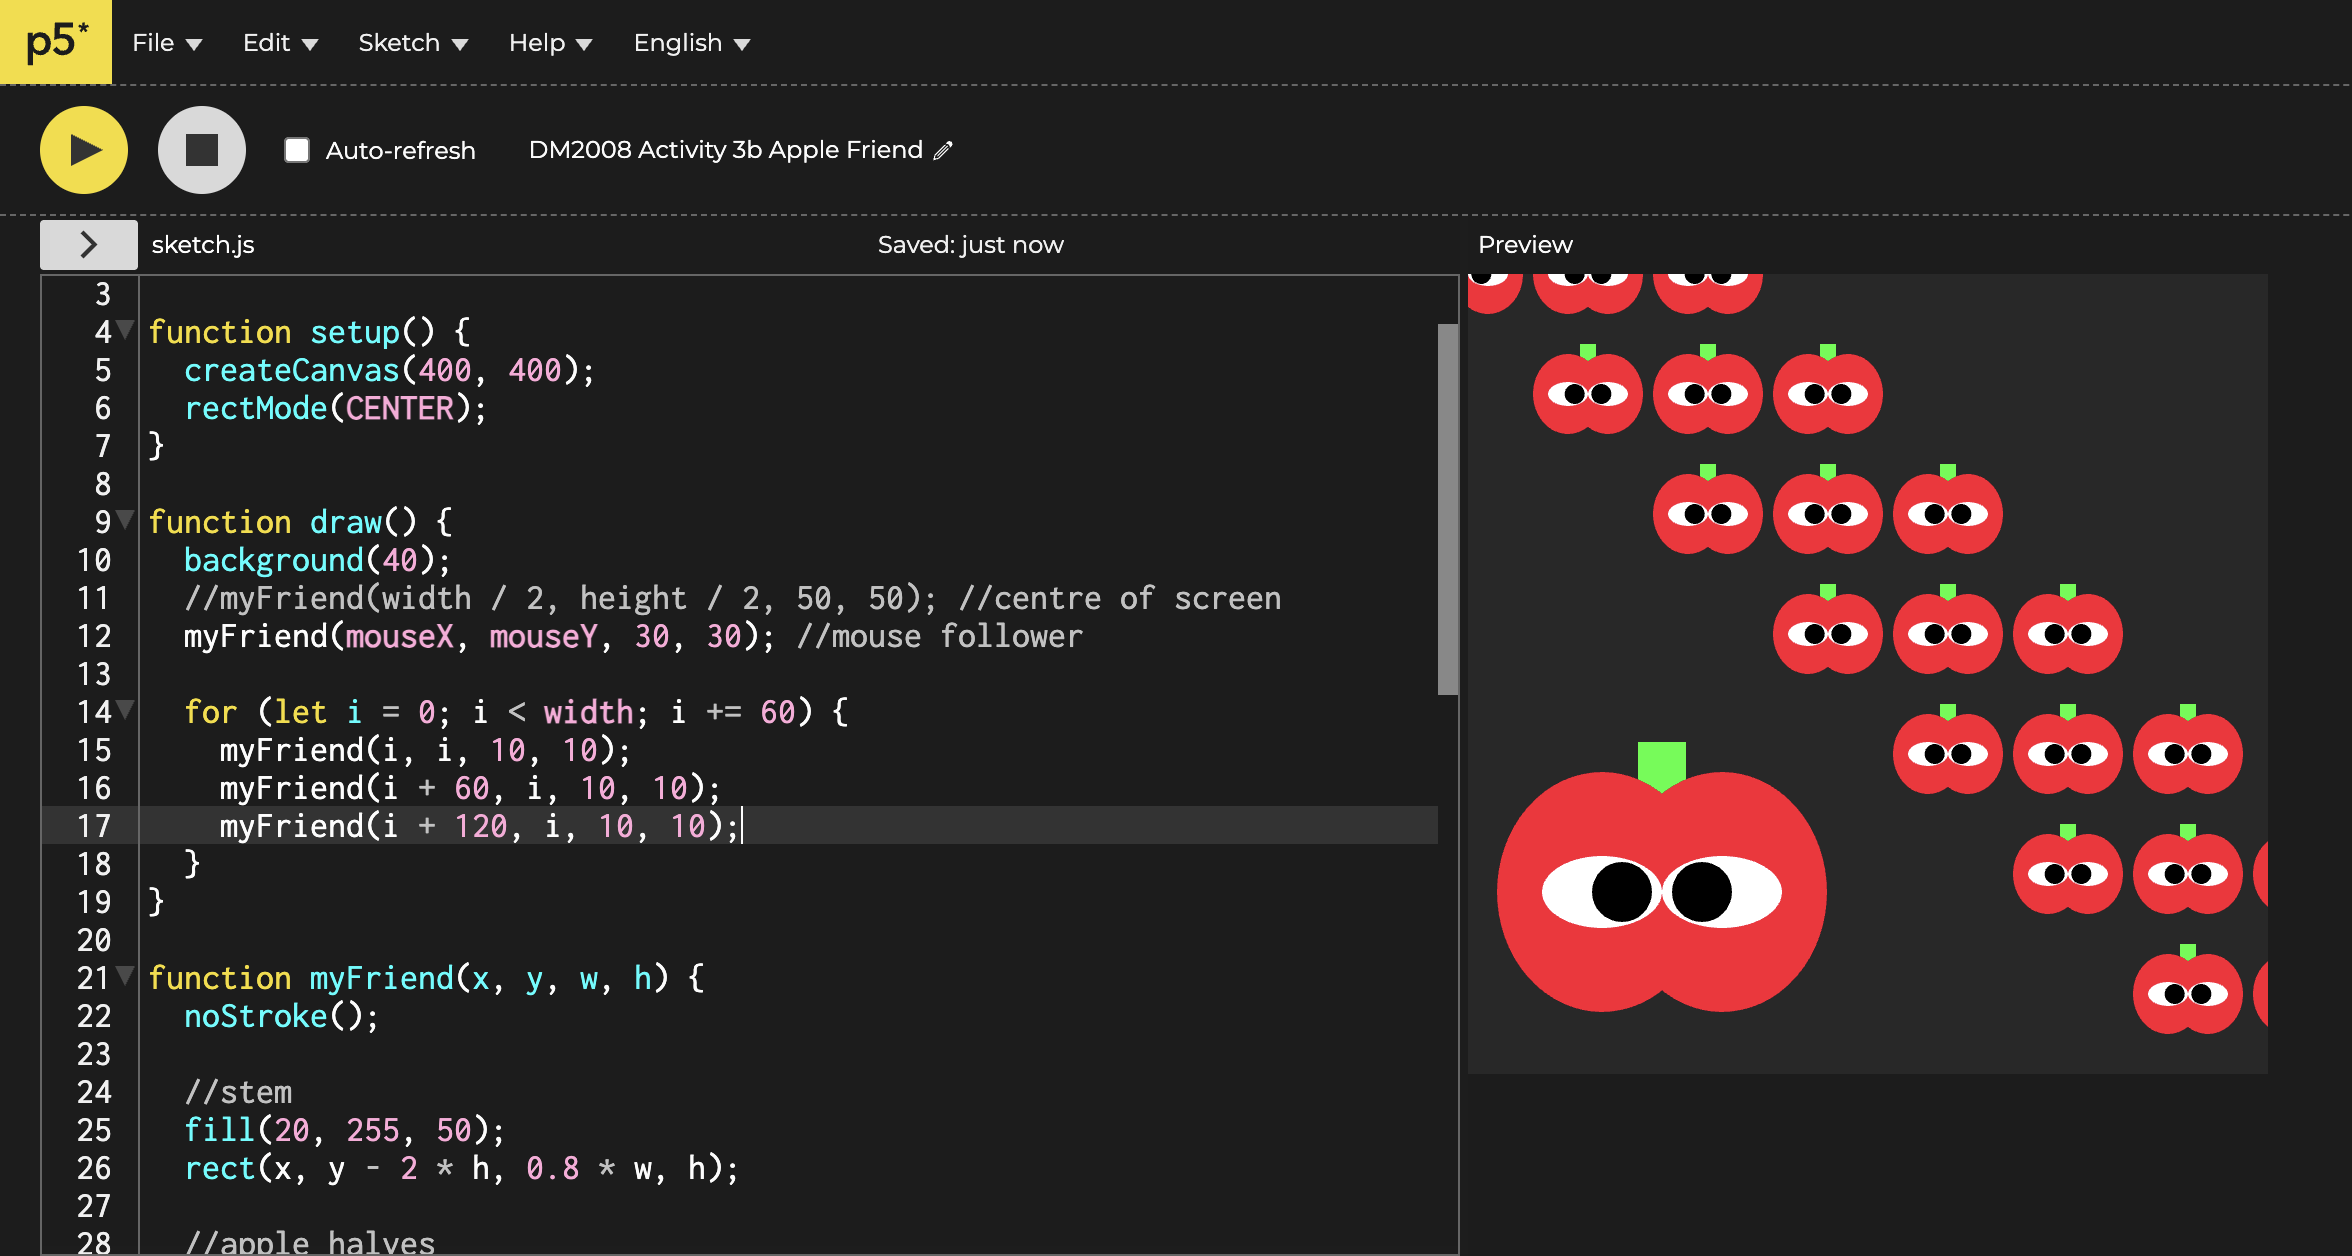 p5* File Edit Sketch Help English
Auto-refresh DM2008 Activity 3b Apple Friend
sketch.js Saved: just now Preview
3
4 function setup() {
5 createCanvas(400, 400);
6 rectMode(CENTER);
7 }
8
9 function draw() {
10 background(40);
11 //myFriend(width / 2, height / 2, 50, 50); //centre of screen
12 myFriend(mouseX, mouseY, 30, 30); //mouse follower
13
14 for (let i = 0; i < width; i += 60) {
15 myFriend(i, i, 10, 10);
16 myFriend(i + 60, i, 10, 10);
17 myFriend(i + 120, i, 10, 10);
18 }
19 }
20
21 function myFriend(x, y, w, h) {
22 noStroke();
23
24 //stem
25 fill(20, 255, 50);
26 rect(x, y - 2 * h, 0.8 * w, h);
27
28 //apple halves